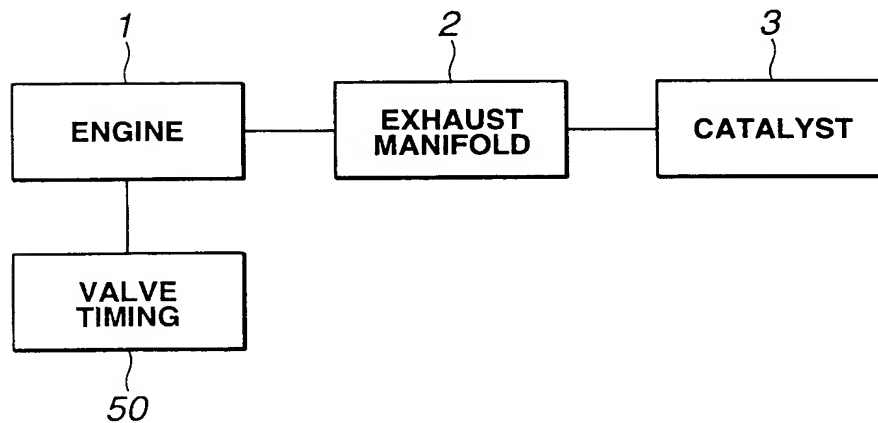 1
2
3
ENGINE
EXHAUST
MANIFOLD
CATALYST
VALVE
TIMING
50